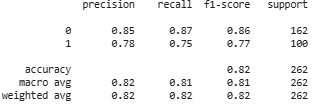 precision recall f1-score support
0 0.85 0.87 0.86 162
1 0.78 0.75 0.77 100
accuracy 0.82 262
macro avg 0.82 0.81 0.81 262
weighted avg 0.82 0.82 0.82 262